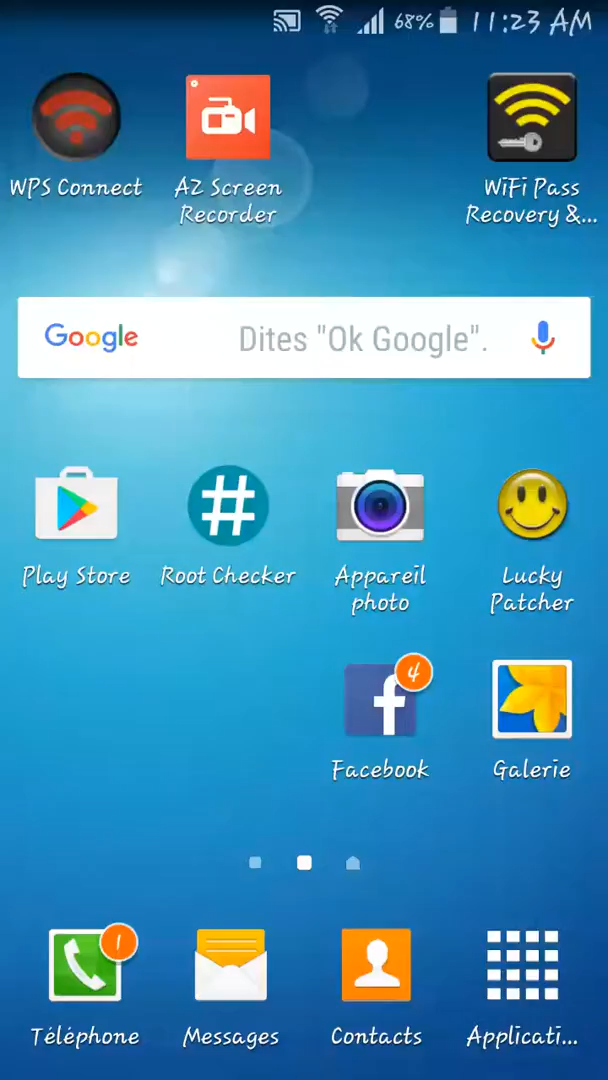 68% 11:23 AM
WPS Connect
AZ Screen
Recorder
WiFi Pass
Recovery &...
Google
Dites "Ok Google".
Play Store
Root Checker
Appareil
photo
Lucky
Patcher
4
Facebook
Galerie
1
Téléphone
Messages
Contacts
Applicati...